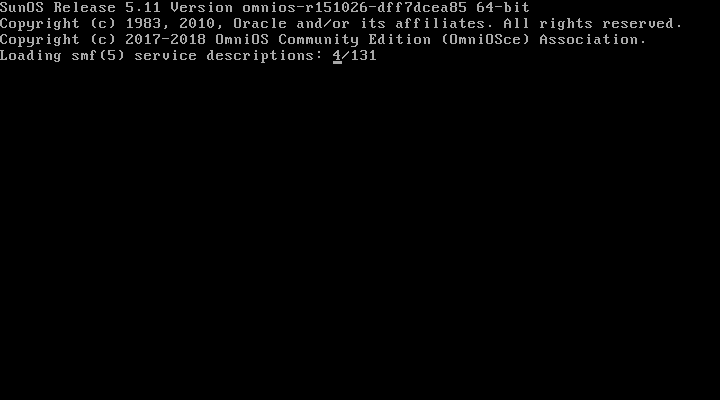 SunOS Release 5.11 Version omnios-r151026-dff7dcea85 64-bit
Copyright (c) 1983, 2010, Oracle and/or its affiliates. All rights reserved.
Copyright (c) 2017-2018 OmniOS Community Edition (OmniOSce) Association.
Loading smf(5) service descriptions: 4/131